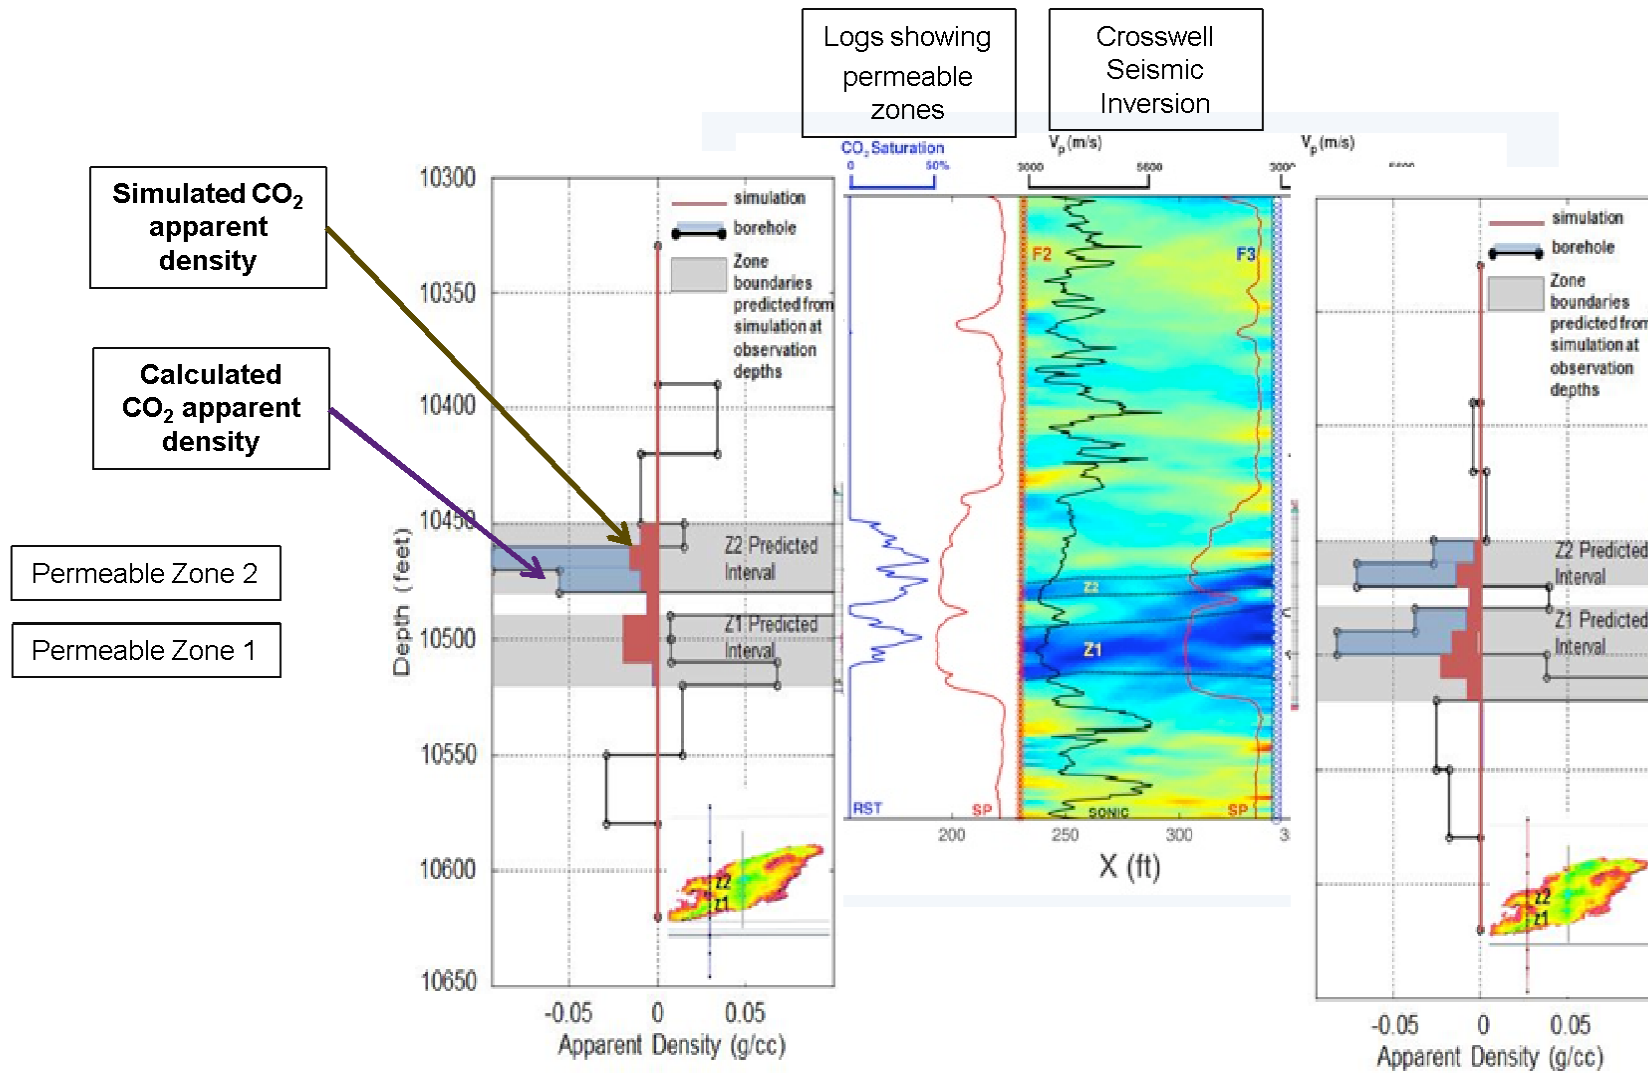 Logs showing
permeable
zones
Crosswell
Seismic
Inversion
Simulated CO2
apparent
density
Calculated
CO2 apparent
density
Permeable Zone 2
Permeable Zone 1
Depth (feet)
10300
10350
10400
10450
10500
10550
10600
10650
simulation
borehole
Zone
boundaries
predicted from
simulation at
observation
depths
Z2 Predicted
Interval
Z1 Predicted
Interval
Z2
Z1
-0.05 0 0.05
Apparent Density (g/cc)
CO2 Saturation
0 50%
RST
SP
Vp (m/s)
3000 5600
F2
F3
Z2
Z1
SONIC
SP
200 250 300
X (ft)
Vp (m/s)
simulation
borehole
Zone
boundaries
predicted from
simulation at
observation
depths
Z2 Predicted
Interval
Z1 Predicted
Interval
Z2
Z1
-0.05 0 0.05
Apparent Density (g/cc)